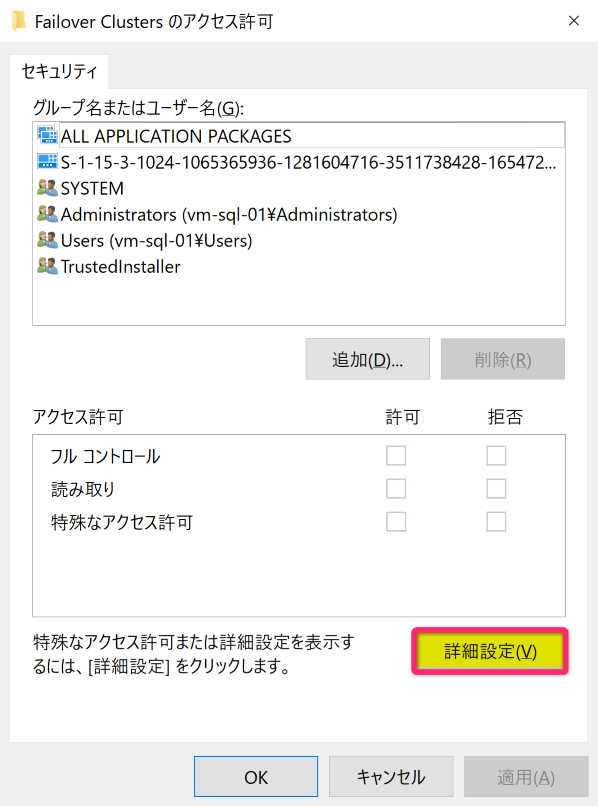 Failover Clusters のアクセス許可
セキュリティ
グループ名またはユーザー名(G):
ALL APPLICATION PACKAGES
S-1-15-3-1024-1065365936-1281604716-3511738428-165472...
SYSTEM
Administrators (vm-sql-01¥Administrators)
Users (vm-sql-01¥Users)
TrustedInstaller
追加(D)...
削除(R)
アクセス許可 許可 拒否
フル コントロール
読み取り
特殊なアクセス許可
特殊なアクセス許可または詳細設定を表示す
るには、[詳細設定] をクリックします。
詳細設定(V)
OK
キャンセル
適用(A)